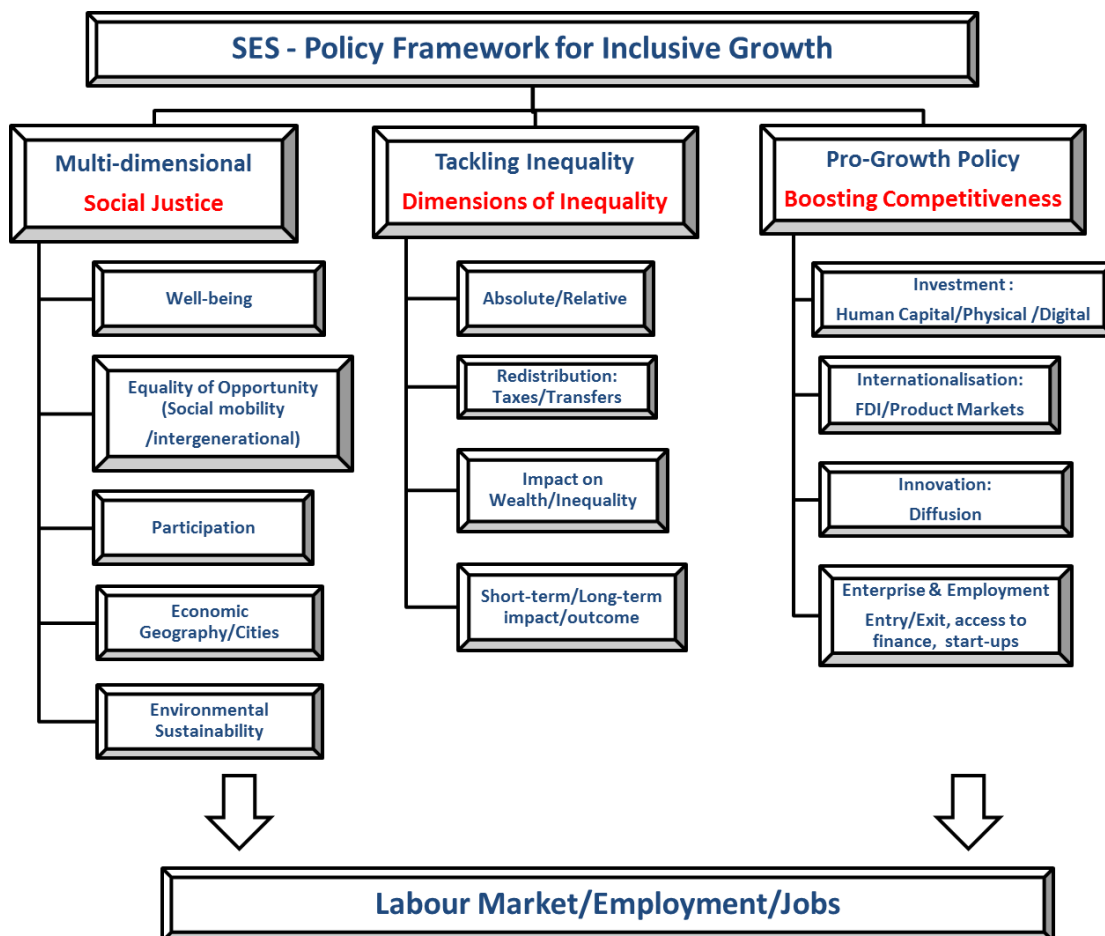 SES - Policy Framework for Inclusive Growth
Multi-dimensional
Social Justice
Well-being
Equality of Opportunity
(Social mobility
/intergenerational)
Participation
Economic
Geography/Cities
Environmental
Sustainability
Tackling Inequality
Dimensions of Inequality
Absolute/Relative
Redistribution:
Taxes/Transfers
Impact on
Wealth/Inequality
Short-term/Long-term
impact/outcome
Pro-Growth Policy
Boosting Competitiveness
Investment :
Human Capital/Physical /Digital
Internationalisation:
FDI/Product Markets
Innovation:
Diffusion
Enterprise & Employment
Entry/Exit, access to
finance, start-ups
Labour Market/Employment/Jobs